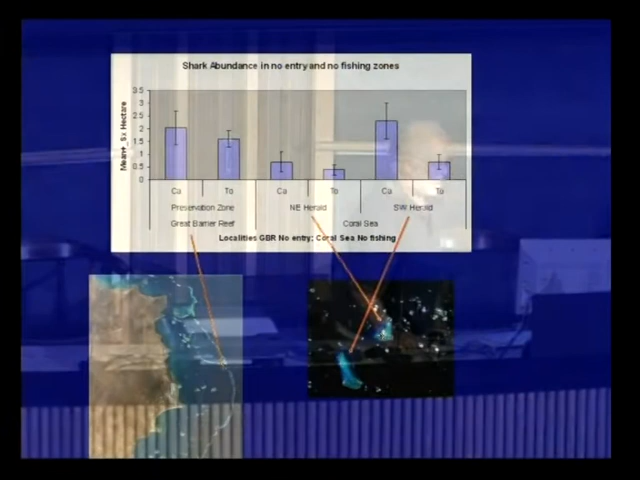 Shark Abundance in no entry and no fishing zones
Mean+_Sx Hectare
3.5
3
2.5
2
1.5
1
0.5
0
Ca To Ca To Ca To
Preservation Zone NE Herald SW Herald
Great Barrier Reef Coral Sea
Localities GBR No entry; Coral Sea No fishing